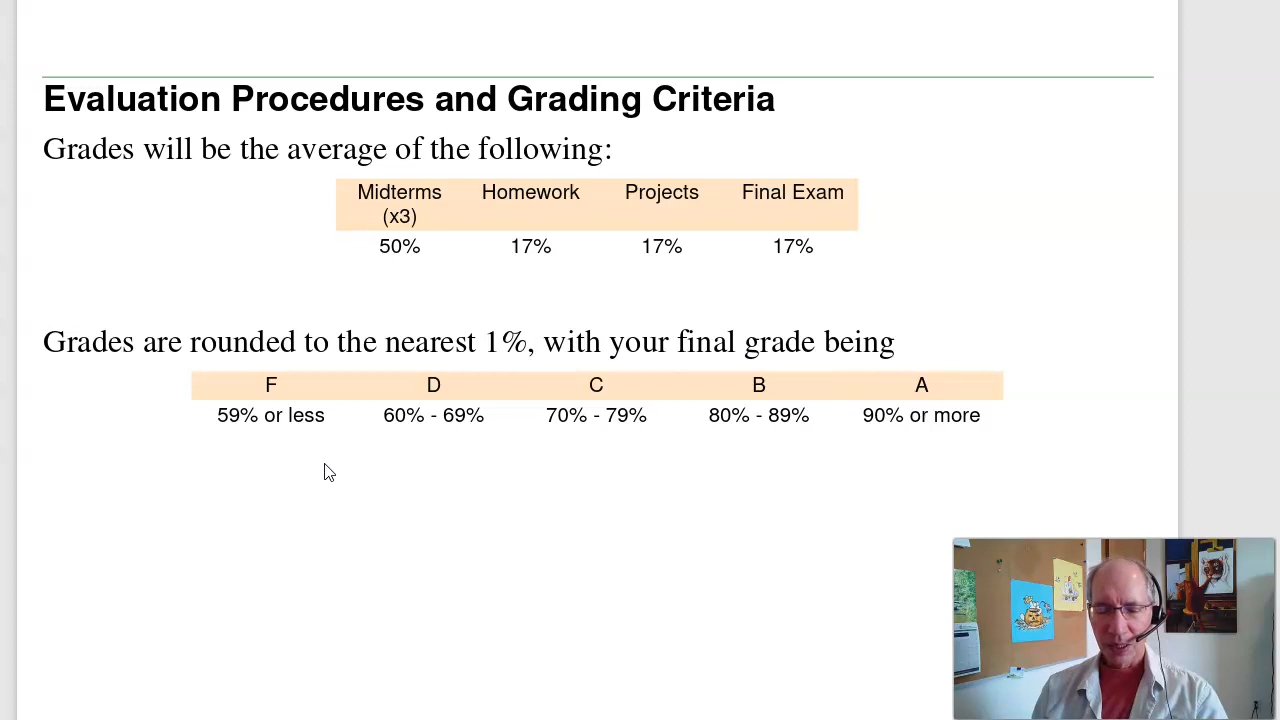 Evaluation Procedures and Grading Criteria
Grades will be the average of the following:
Midterms Homework Projects Final Exam
(x3)
50% 17% 17% 17%
Grades are rounded to the nearest 1%, with your final grade being
F D C B A
59% or less 60% - 69% 70% - 79% 80% - 89% 90% or more